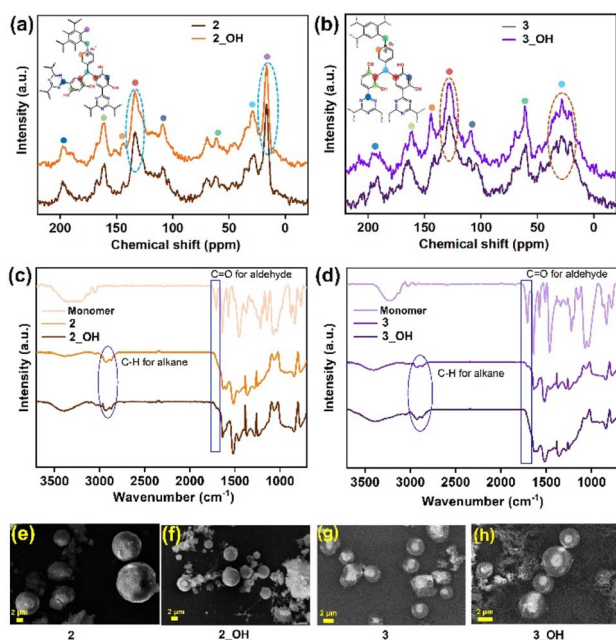 (a)
2
2_OH
Intensity (a.u.)
200
150
100
50
0
Chemical shift (ppm)
(b)
3
3_OH
Intensity (a.u.)
200
150
100
50
0
Chemical shift (ppm)
(c)
C=O for aldehyde
Monomer
2
2_OH
C-H for alkane
Intensity (a.u.)
3500
3000
2500
2000
1500
1000
Wavenumber (cm⁻¹)
(d)
C=O for aldehyde
Monomer
3
3_OH
C-H for alkane
Intensity (a.u.)
3500
3000
2500
2000
1500
1000
Wavenumber (cm⁻¹)
(e)
2 μm
2
(f)
2 μm
2_OH
(g)
2 μm
3
(h)
2 μm
3_OH